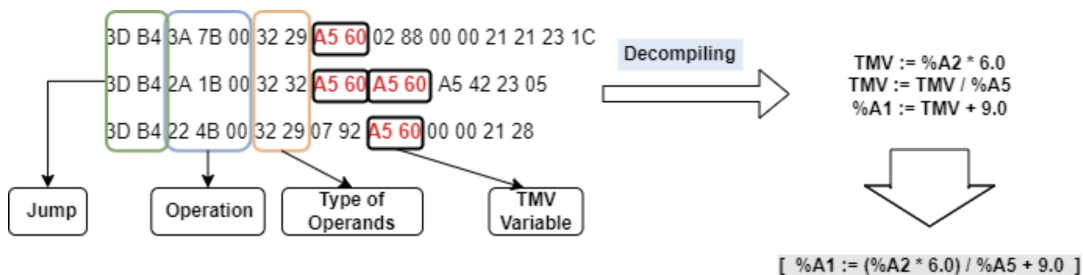 3D B4 3A 7B 00 32 29 A5 60 02 88 00 00 21 21 23 1C
3D B4 2A 1B 00 32 32 A5 60 A5 60 A5 42 23 05
3D B4 22 4B 00 32 29 07 92 A5 60 00 00 21 28
Jump
Operation
Type of
Operands
TMV
Variable
Decompiling
TMV := %A2 * 6.0
TMV := TMV / %A5
%A1 := TMV + 9.0
[ %A1 := (%A2 * 6.0) / %A5 + 9.0 ]